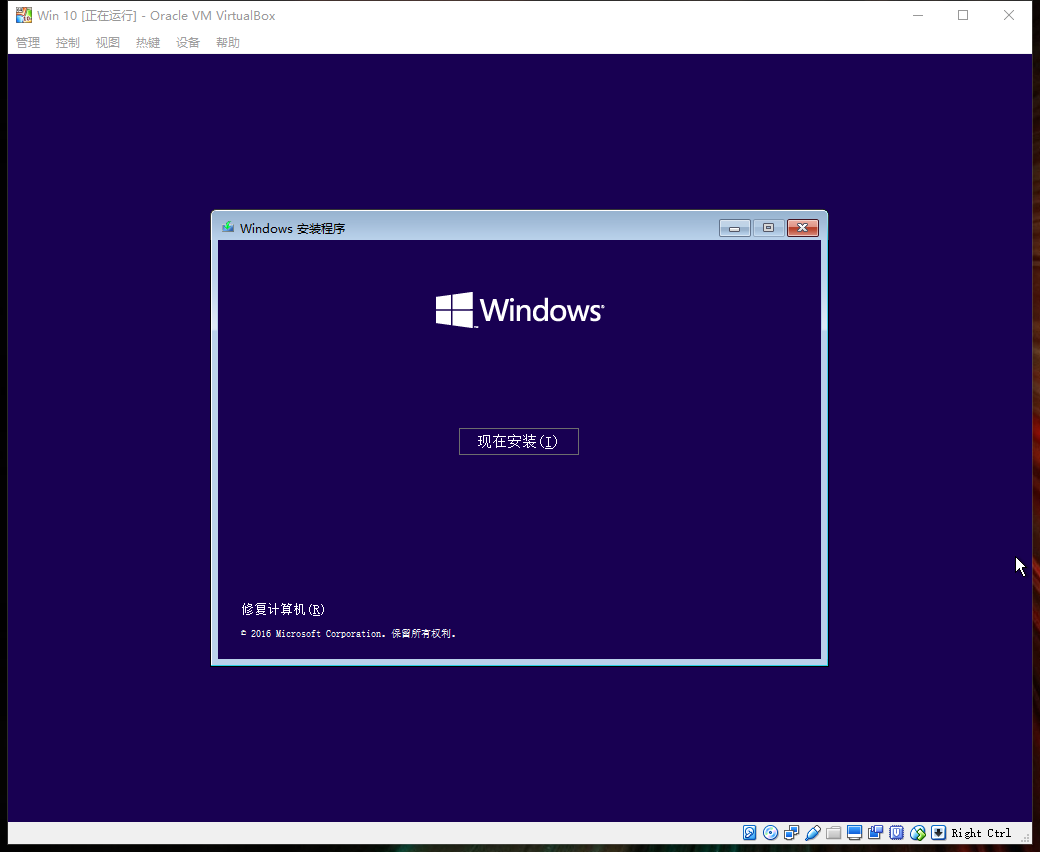 Win 10 [正在运行] - Oracle VM VirtualBox
管理 控制 视图 热键 设备 帮助
Windows 安装程序
Windows
现在安装(I)
修复计算机(R)
© 2016 Microsoft Corporation. 保留所有权利。
Right Ctrl